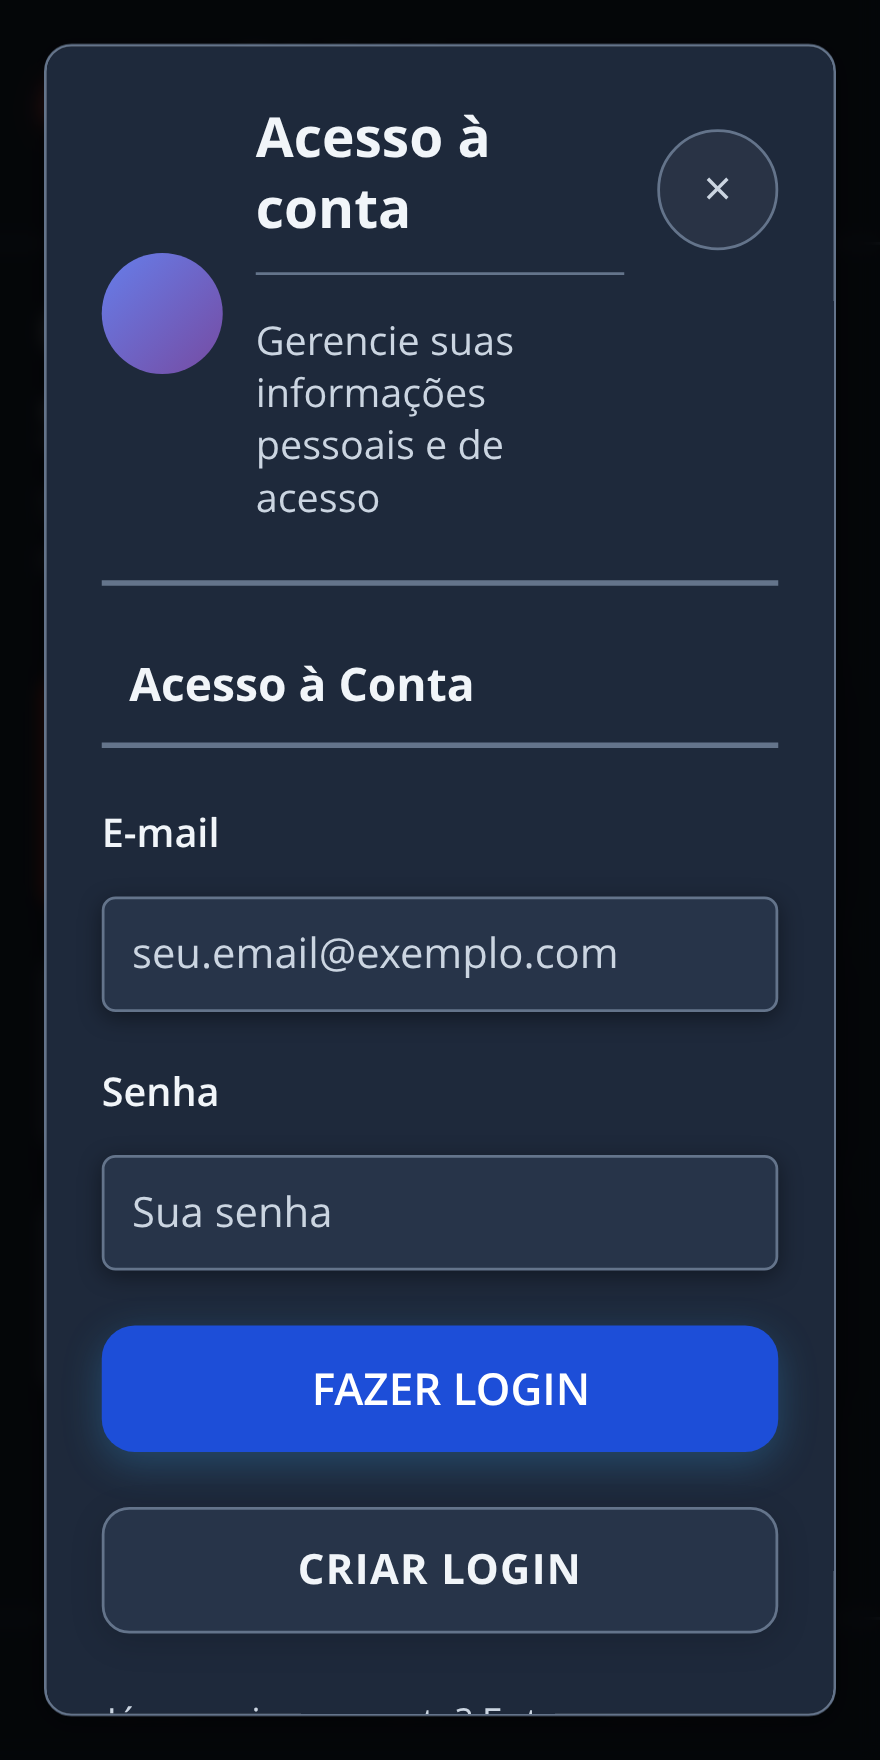 Acesso à
conta
×
Gerencie suas
informações
pessoais e de
acesso
Acesso à Conta
E-mail
seu.email@exemplo.com
Senha
Sua senha
FAZER LOGIN
CRIAR LOGIN